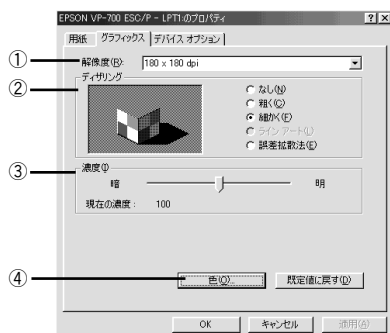 EPSON VP-700 ESC/P - LPT1:のプロパティ
用紙 グラフィックス デバイス オプション
① 解像度(R): 180 x 180 dpi
② ディザリング
なし(N)
粗く(C)
細かく(F)
ライン アート(L)
誤差拡散法(E)
③ 濃度(I)
暗 明
現在の濃度: 100
④ 色(O)... 既定値に戻す(D)
OK キャンセル 適用(A)